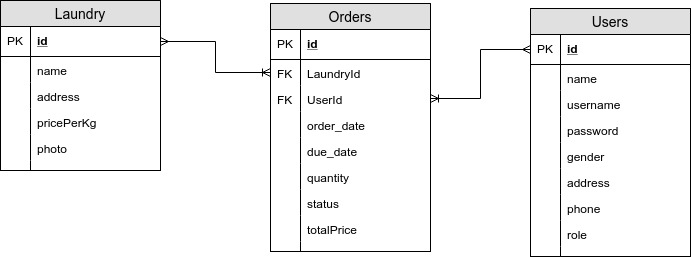 Laundry
PK id
name
address
pricePerKg
photo
Orders
PK id
FK LaundryId
FK UserId
order_date
due_date
quantity
status
totalPrice
Users
PK id
name
username
password
gender
address
phone
role